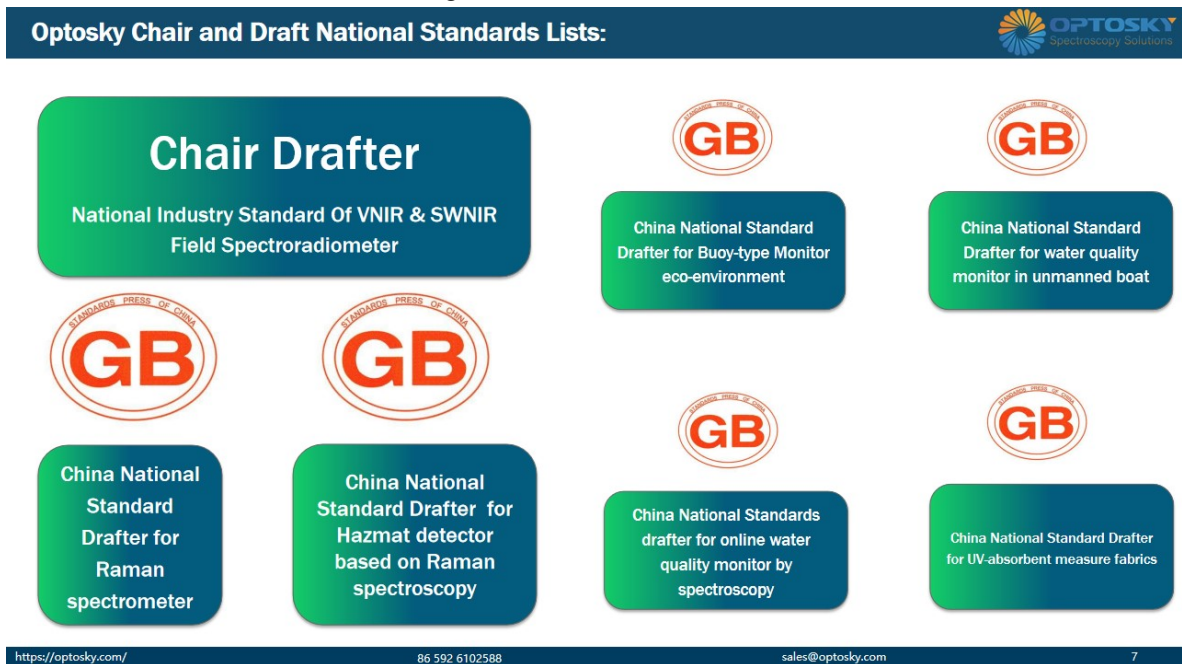 Optosky Chair and Draft National Standards Lists:
OPTOSKY
Spectroscopy Solutions
Chair Drafter
National Industry Standard Of VNIR & SWNIR
Field Spectroradiometer
STANDARDS PRESS OF CHINA
GB
China National Standard
Drafter for Buoy-type Monitor
eco-environment
STANDARDS PRESS OF CHINA
GB
China National Standard
Drafter for water quality
monitor in unmanned boat
STANDARDS PRESS OF CHINA
GB
China National
Standard
Drafter for
Raman
spectrometer
STANDARDS PRESS OF CHINA
GB
China National
Standard Drafter for
Hazmat detector
based on Raman
spectroscopy
STANDARDS PRESS OF CHINA
GB
China National Standards
drafter for online water
quality monitor by
spectroscopy
STANDARDS PRESS OF CHINA
GB
China National Standard Drafter
for UV-absorbent measure fabrics
https://optosky.com/
86 592 6102588
sales@optosky.com
7